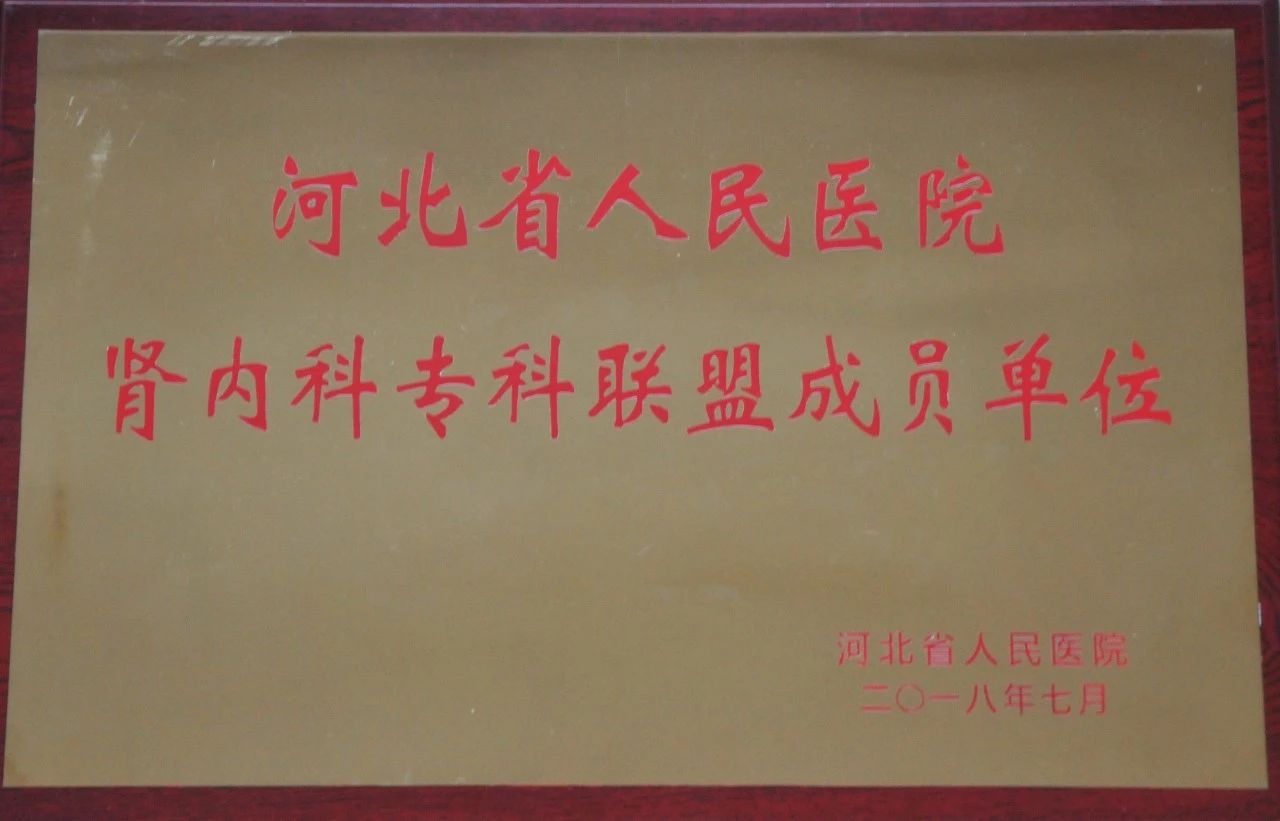 河北省人民医院
肾内科专科联盟成员单位
河北省人民医院
二〇一八年七月